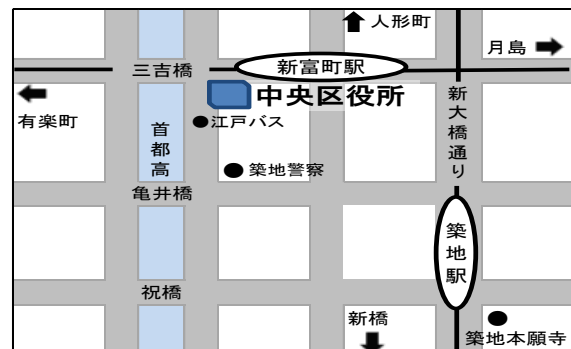 人形町
月島
三吉橋
新富町駅
中央区役所
有楽町
江戸バス
首都高
新大橋通り
築地警察
亀井橋
築地駅
祝橋
新橋
築地本願寺